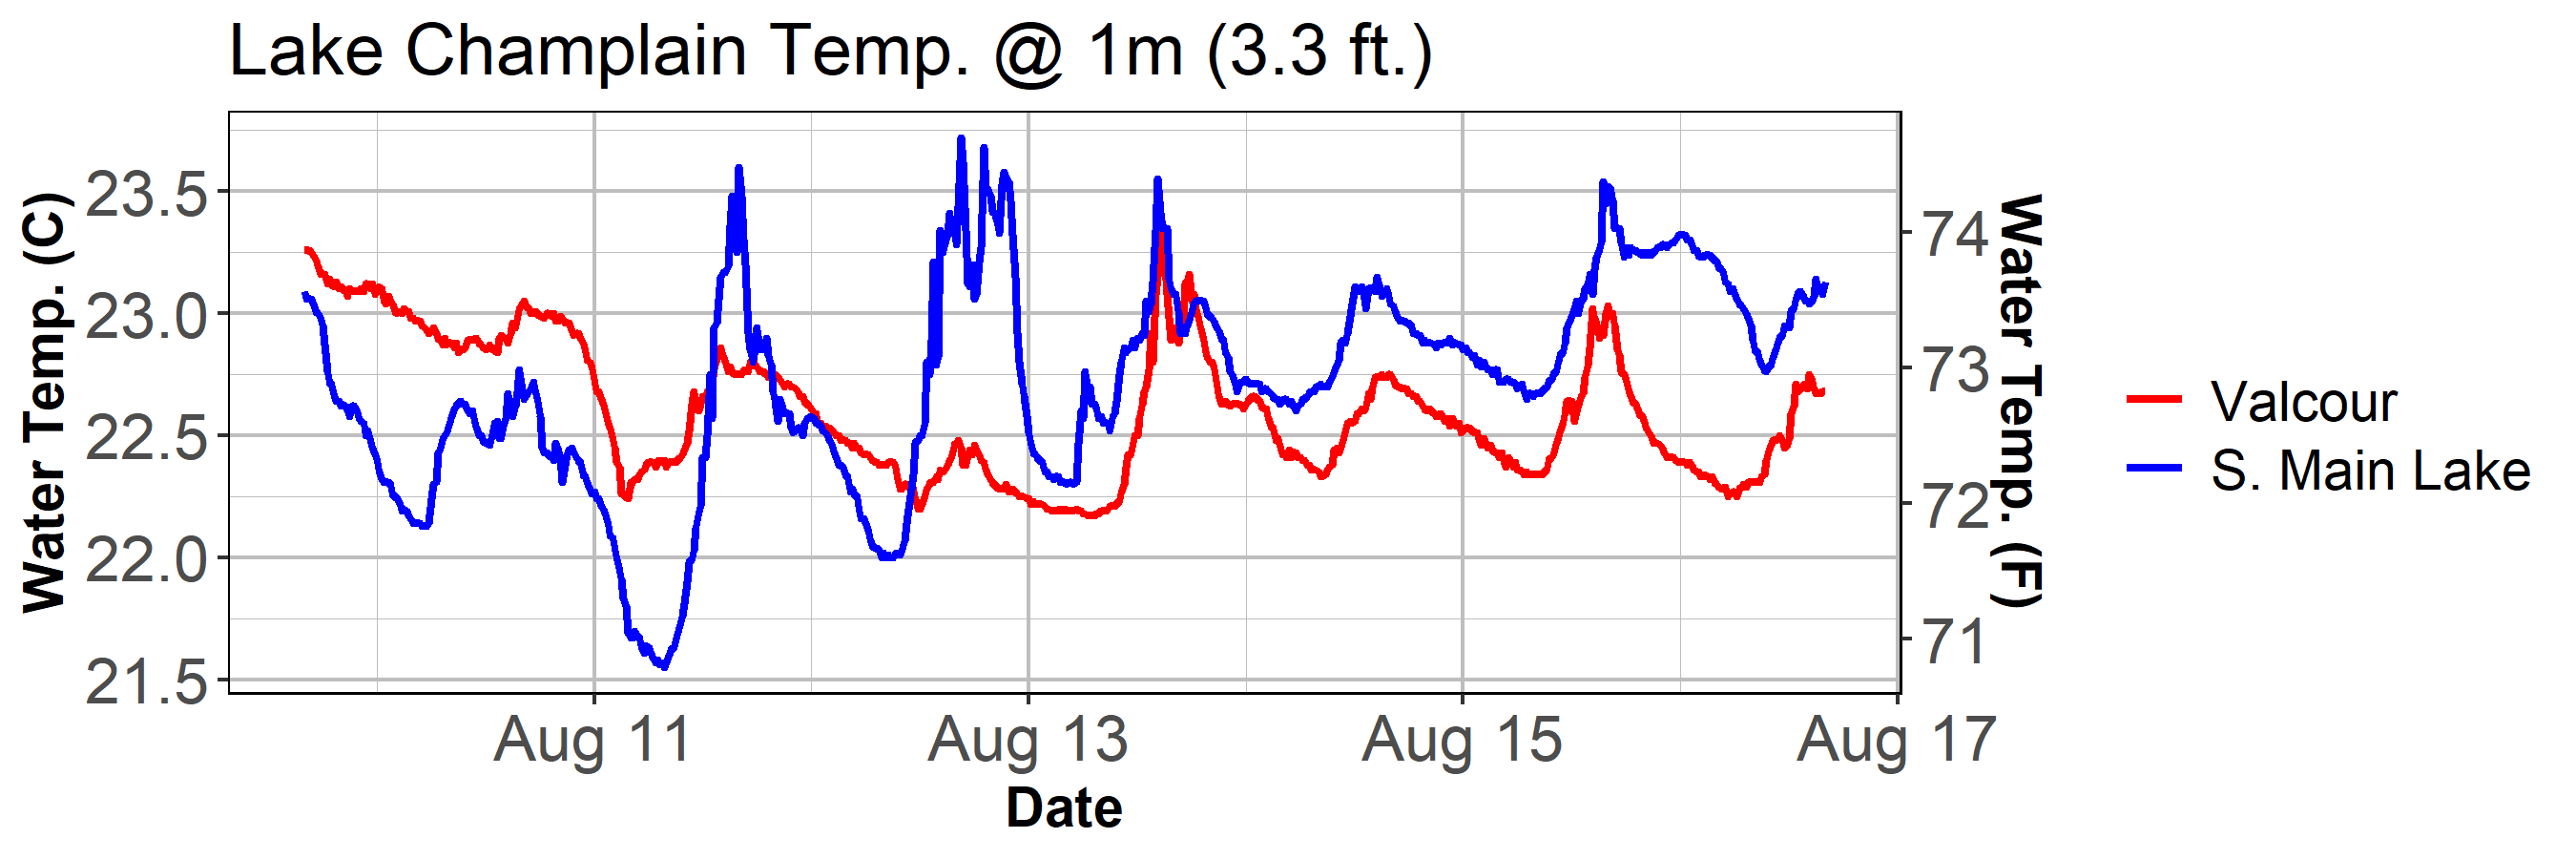 Lake Champlain Temp. @ 1m (3.3 ft.)
Water Temp. (C)
23.5
23.0
22.5
22.0
21.5
74
73
72
71
Water Temp. (F)
Aug 11
Aug 13
Aug 15
Aug 17
Date
Valcour
S. Main Lake